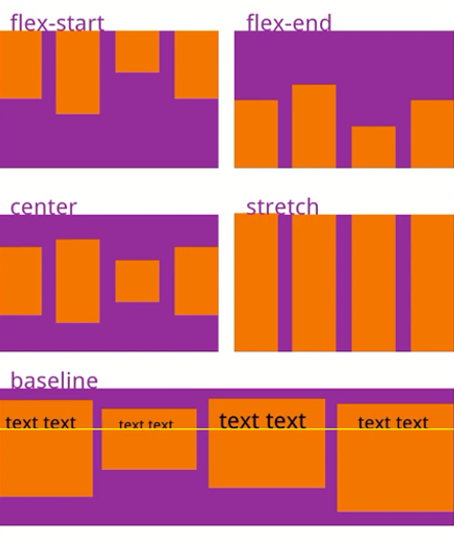 flex-start
flex-end
center
stretch
baseline
text text
text text
text text
text text